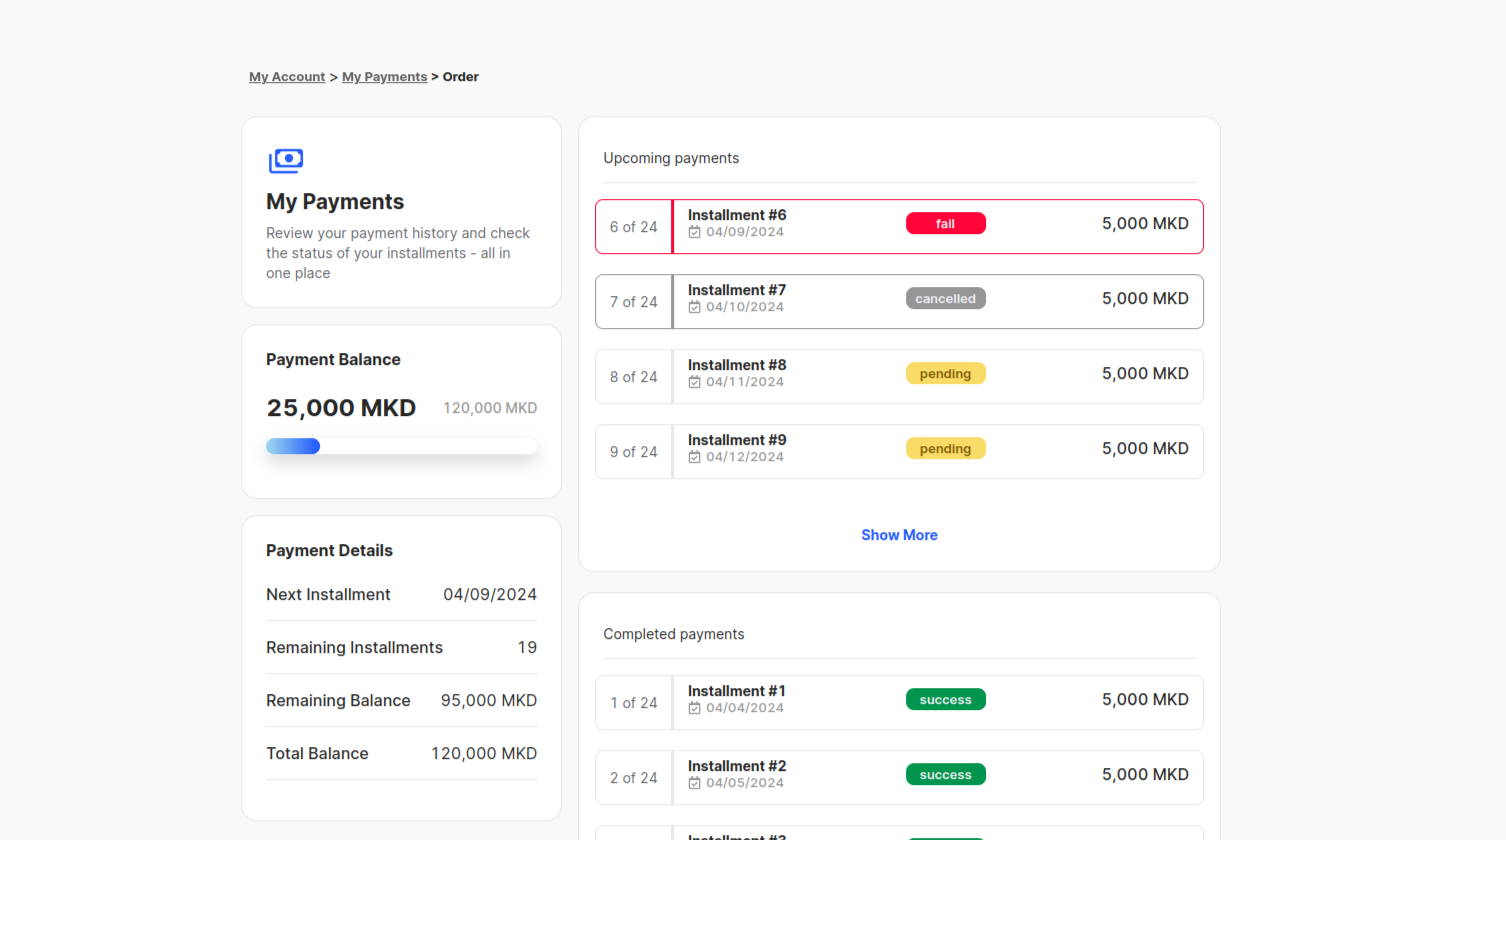 My Account > My Payments > Order
My Payments
Review your payment history and check
the status of your installments - all in
one place
Payment Balance
25,000 MKD 120,000 MKD
Payment Details
Next Installment 04/09/2024
Remaining Installments 19
Remaining Balance 95,000 MKD
Total Balance 120,000 MKD
Upcoming payments
6 of 24 Installment #6 fail 5,000 MKD
04/09/2024
7 of 24 Installment #7 cancelled 5,000 MKD
04/10/2024
8 of 24 Installment #8 pending 5,000 MKD
04/11/2024
9 of 24 Installment #9 pending 5,000 MKD
04/12/2024
Show More
Completed payments
1 of 24 Installment #1 success 5,000 MKD
04/04/2024
2 of 24 Installment #2 success 5,000 MKD
04/05/2024
Installment #3